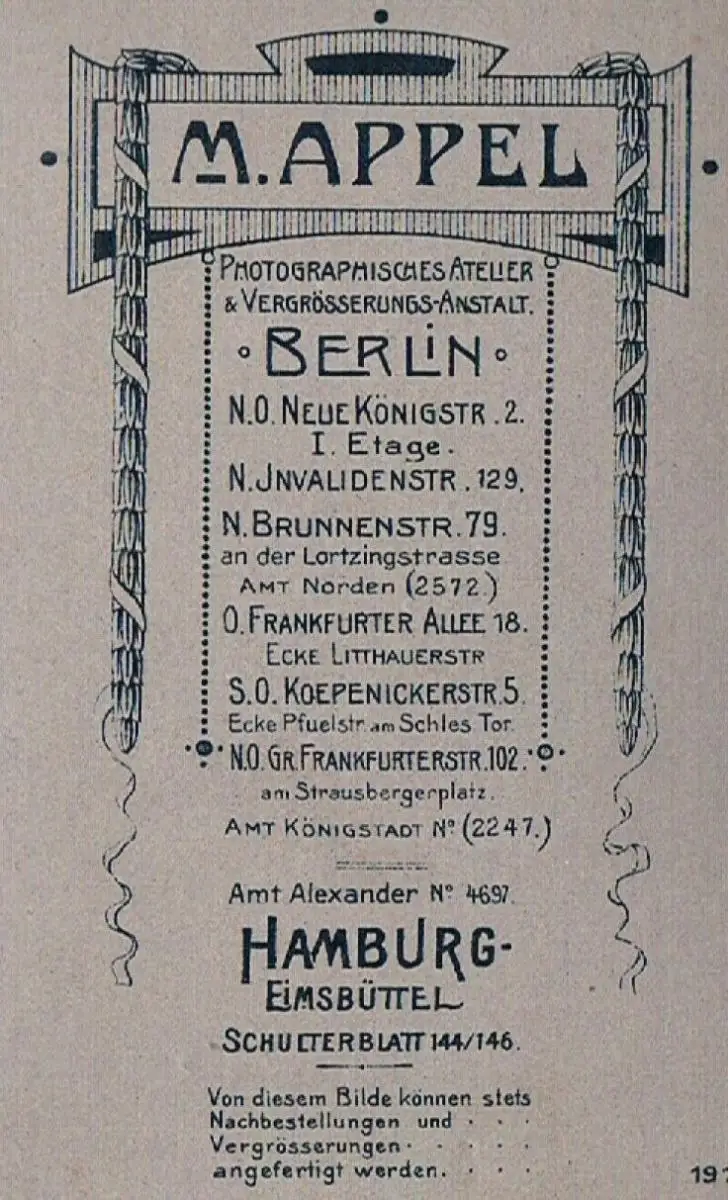 M. APPEL
PHOTOGRAPHISCHES ATELIER
& VERGRÖSSERUNGS-ANSTALT.
BERLIN
N.O. NEUE KÖNIGSTR. 2.
I. Etage.
N. JNVALIDENSTR. 129.
N. BRUNNENSTR. 79.
an der Lortzingstrasse
AMT Norden (2572.)
O. FRANKFURTER ALLEE 18.
ECKE LITTHAUERSTR
S.O. KOEPENICKERSTR. 5.
Ecke Pfuelstr. am Schles Tor.
N.O. GR. FRANKFURTERSTR. 102.
am Strausbergerplatz.
AMT KÖNIGSTADT Nº (2247.)
Amt Alexander Nº 4697.
HAMBURG-
EIMSBÜTTEL
SCHULTERBLATT 144/146.
Von diesem Bilde können stets
Nachbestellungen und . . .
Vergrösserungen . . . . .
angefertigt werden. . . .